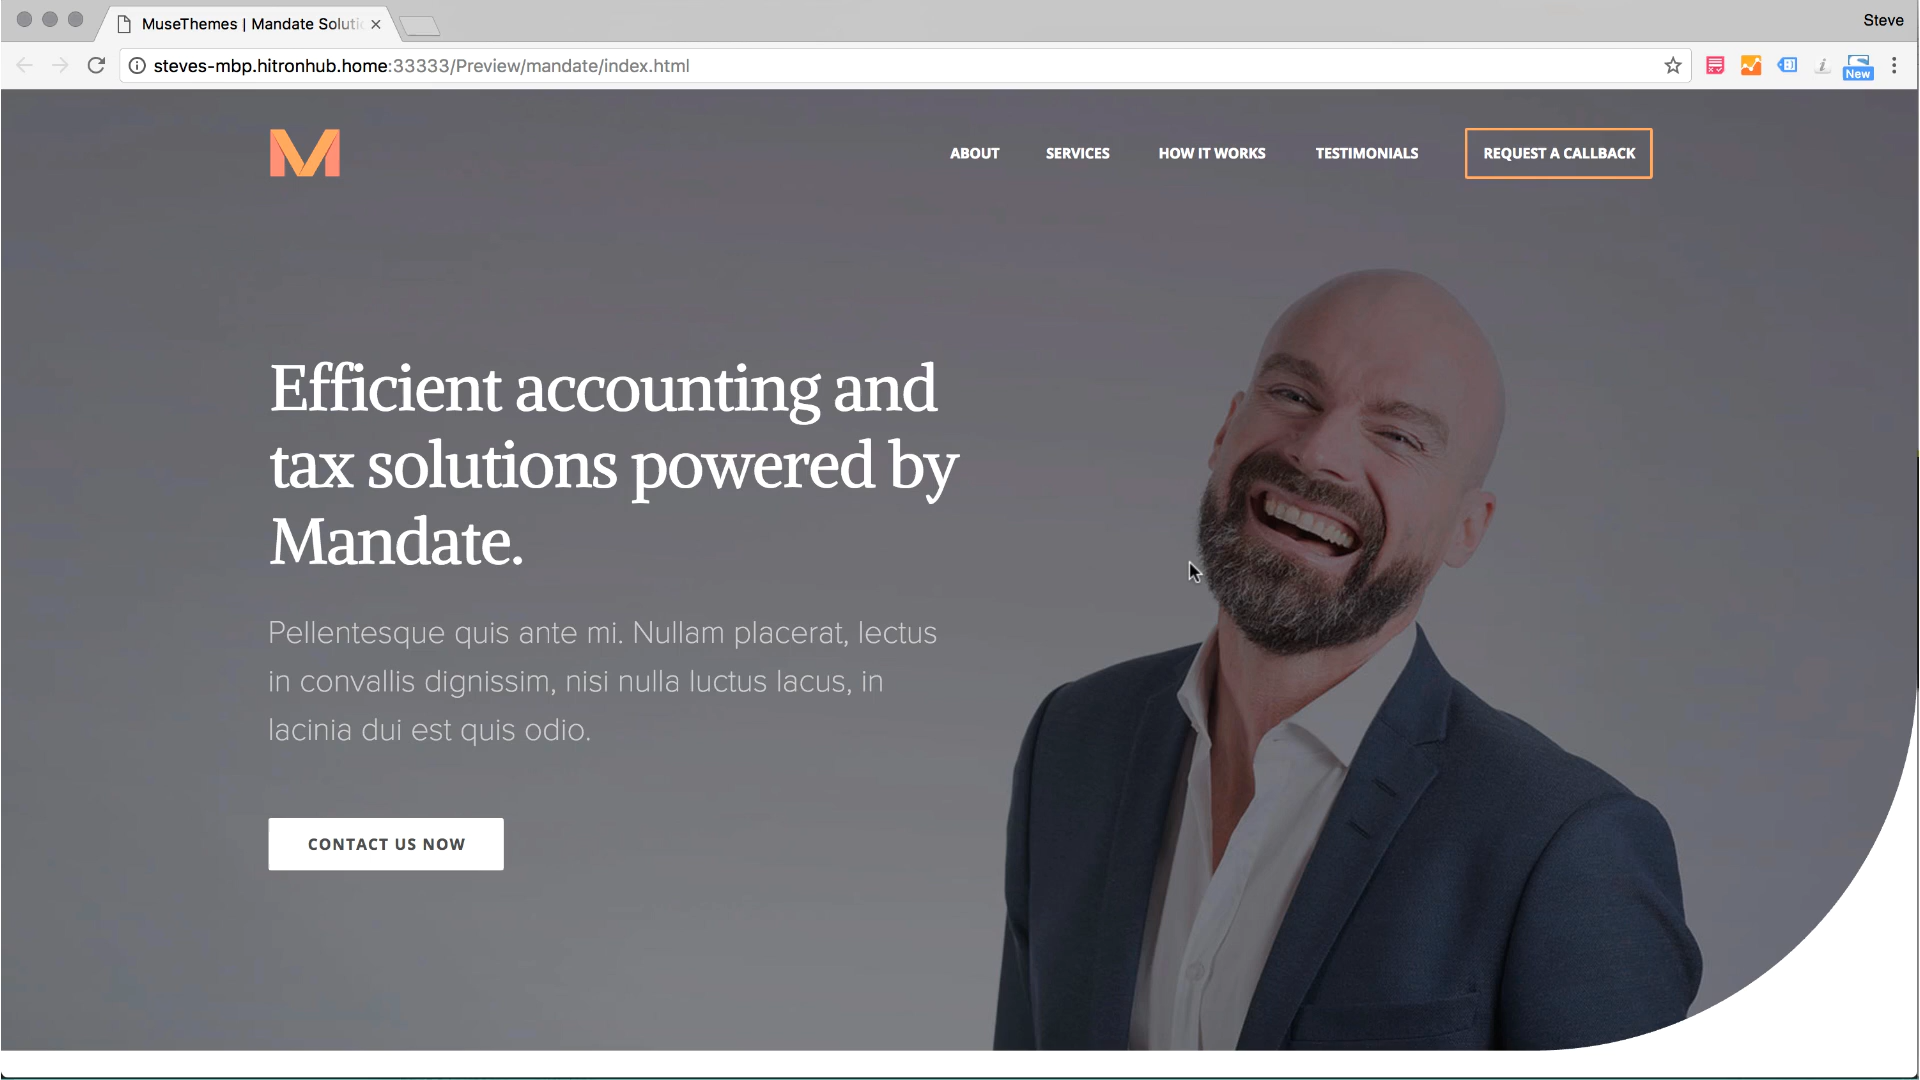 MuseThemes | Mandate Soluti
Steve
steves-mbp.hitronhub.home:33333/Preview/mandate/index.html
New
M
ABOUT SERVICES HOW IT WORKS TESTIMONIALS REQUEST A CALLBACK
Efficient accounting and
tax solutions powered by
Mandate.
Pellentesque quis ante mi. Nullam placerat, lectus
in convallis dignissim, nisi nulla luctus lacus, in
lacinia dui est quis odio.
CONTACT US NOW